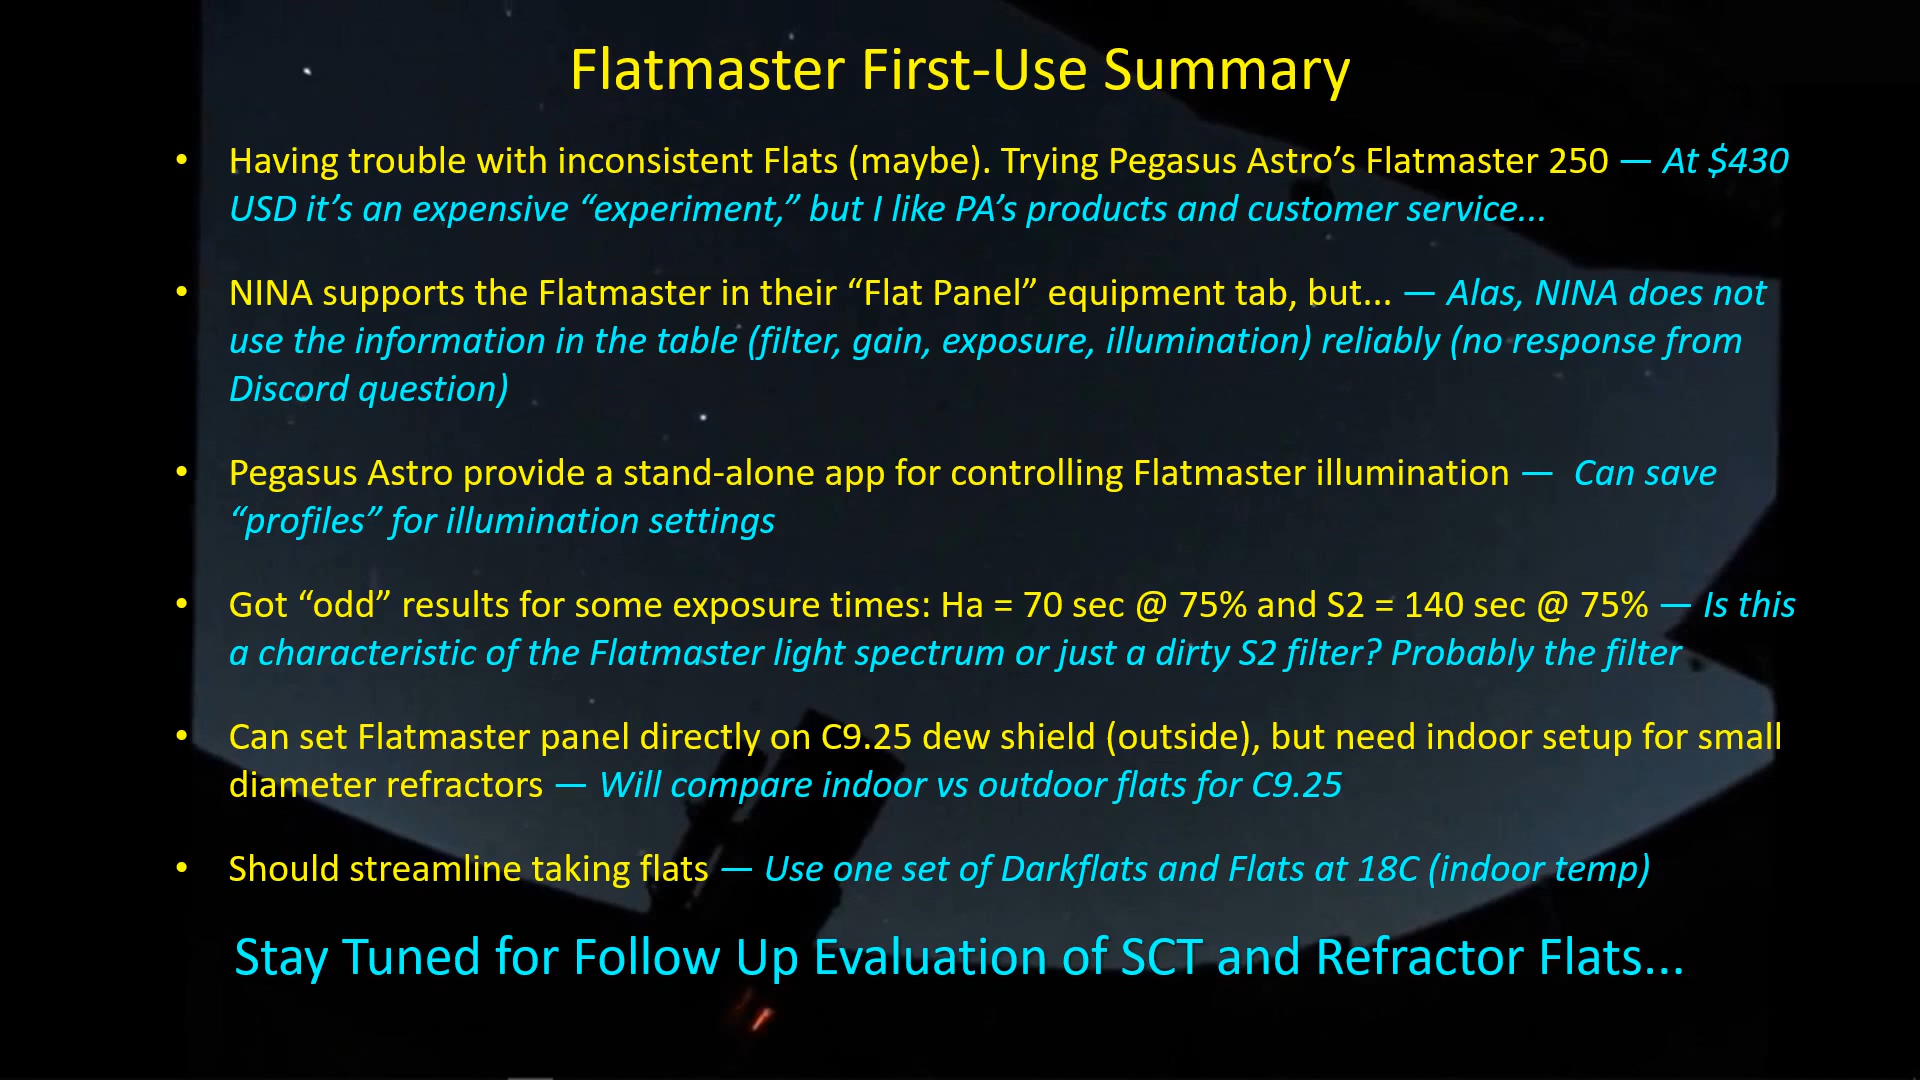 Flatmaster First-Use Summary
• Having trouble with inconsistent Flats (maybe). Trying Pegasus Astro’s Flatmaster 250 — At $430
USD it’s an expensive “experiment,” but I like PA’s products and customer service...
• NINA supports the Flatmaster in their “Flat Panel” equipment tab, but... — Alas, NINA does not
use the information in the table (filter, gain, exposure, illumination) reliably (no response from
Discord question)
• Pegasus Astro provide a stand-alone app for controlling Flatmaster illumination — Can save
“profiles” for illumination settings
• Got “odd” results for some exposure times: Ha = 70 sec @ 75% and S2 = 140 sec @ 75% — Is this
a characteristic of the Flatmaster light spectrum or just a dirty S2 filter? Probably the filter
• Can set Flatmaster panel directly on C9.25 dew shield (outside), but need indoor setup for small
diameter refractors — Will compare indoor vs outdoor flats for C9.25
• Should streamline taking flats — Use one set of Darkflats and Flats at 18C (indoor temp)
Stay Tuned for Follow Up Evaluation of SCT and Refractor Flats...